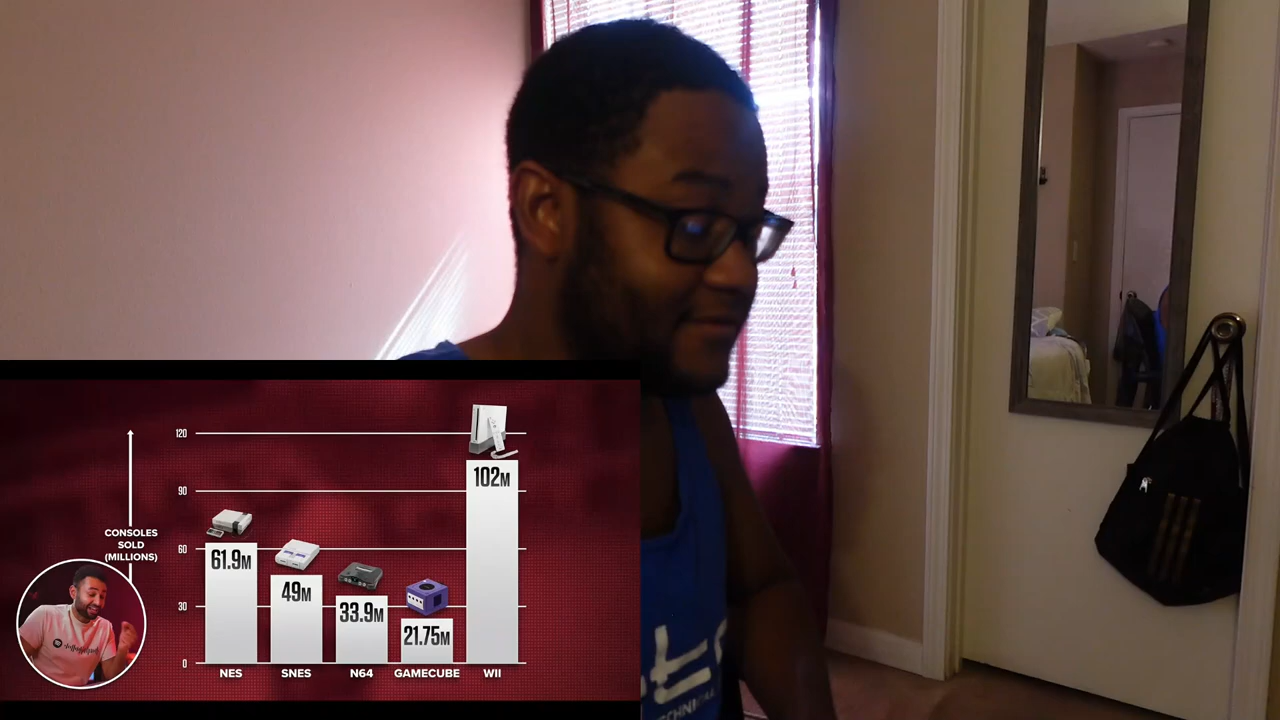 120
102M
90
CONSOLES
SOLD
(MILLIONS)
60
61.9M
49M
33.9M
30
21.75M
0
NES
SNES
N64
GAMECUBE
WII